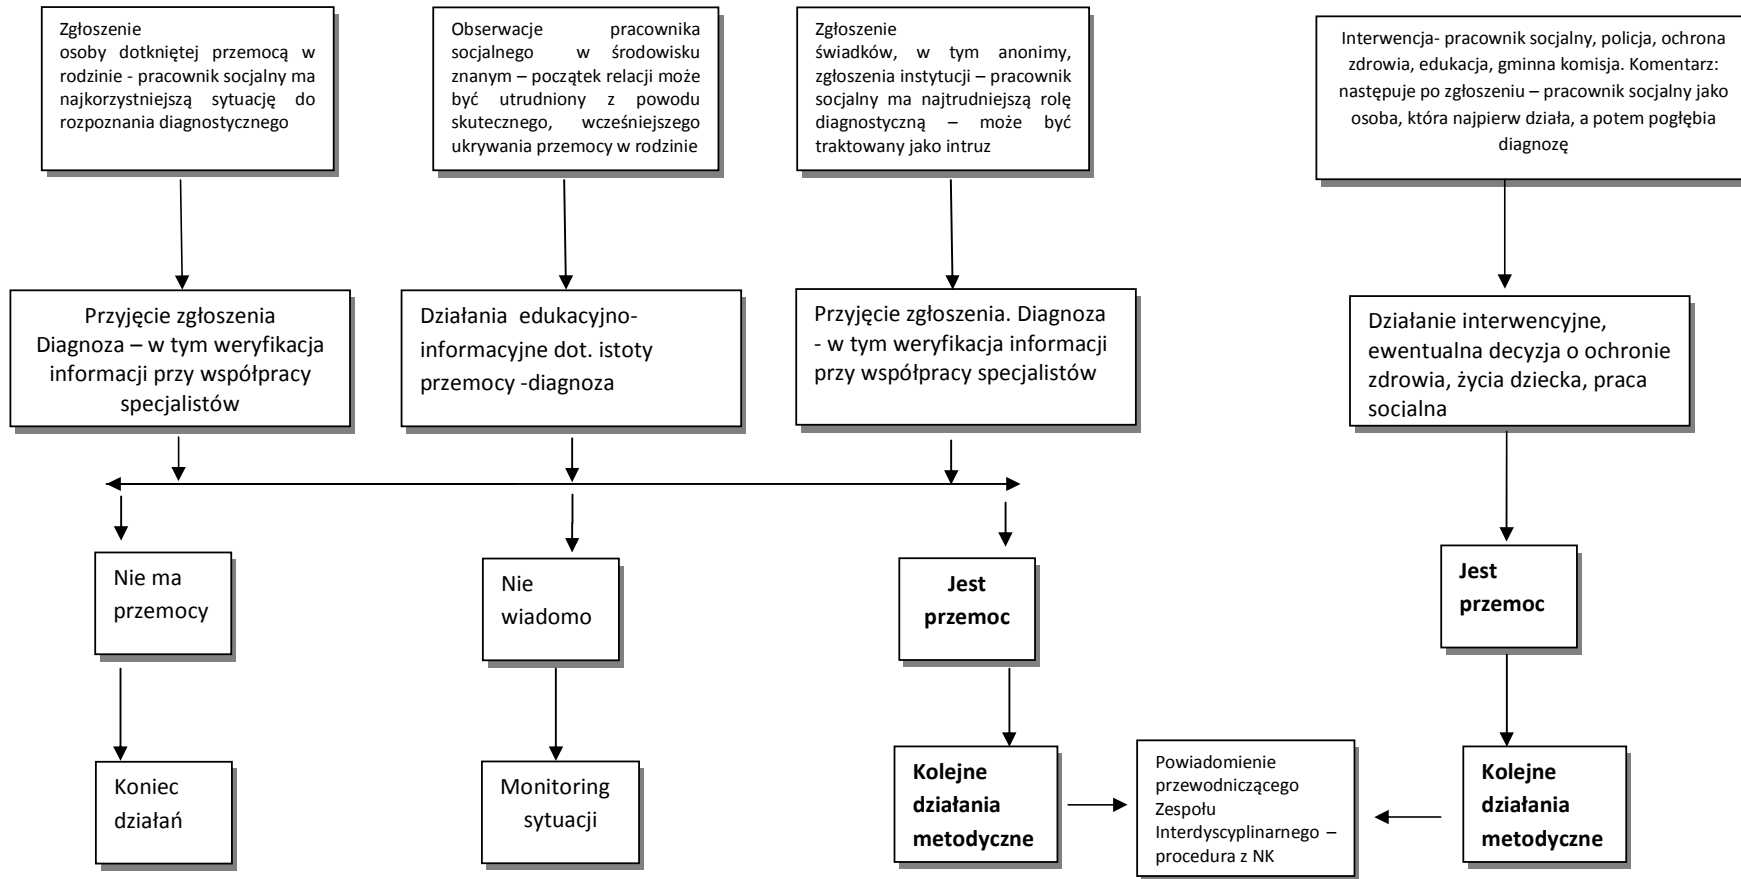 Zgłoszenie
osoby dotkniętej przemocą w
rodzinie - pracownik socjalny ma
najkorzystniejszą sytuację do
rozpoznania diagnostycznego
Obserwacje pracownika
socjalnego w środowisku
znanym – początek relacji może
być utrudniony z powodu
skutecznego, wcześniejszego
ukrywania przemocy w rodzinie
Zgłoszenie
świadków, w tym anonimy,
zgłoszenia instytucji – pracownik
socjalny ma najtrudniejszą rolę
diagnostyczną – może być
traktowany jako intruz
Interwencja- pracownik socjalny, policja, ochrona
zdrowia, edukacja, gminna komisja. Komentarz:
następuje po zgłoszeniu – pracownik socjalny jako
osoba, która najpierw działa, a potem pogłębia
diagnozę
Przyjęcie zgłoszenia
Diagnoza – w tym weryfikacja
informacji przy współpracy
specjalistów
Działania edukacyjno-
informacyjne dot. istoty
przemocy -diagnoza
Przyjęcie zgłoszenia. Diagnoza
- w tym weryfikacja informacji
przy współpracy specjalistów
Działanie interwencyjne,
ewentualna decyzja o ochronie
zdrowia, życia dziecka, praca
socjalna
Nie ma
przemocy
Nie
wiadomo
Jest
przemoc
Jest
przemoc
Koniec
działań
Monitoring
sytuacji
Kolejne
działania
metodyczne
Powiadomienie
przewodniczącego
Zespołu
Interdyscyplinarnego –
procedura z NK
Kolejne
działania
metodyczne